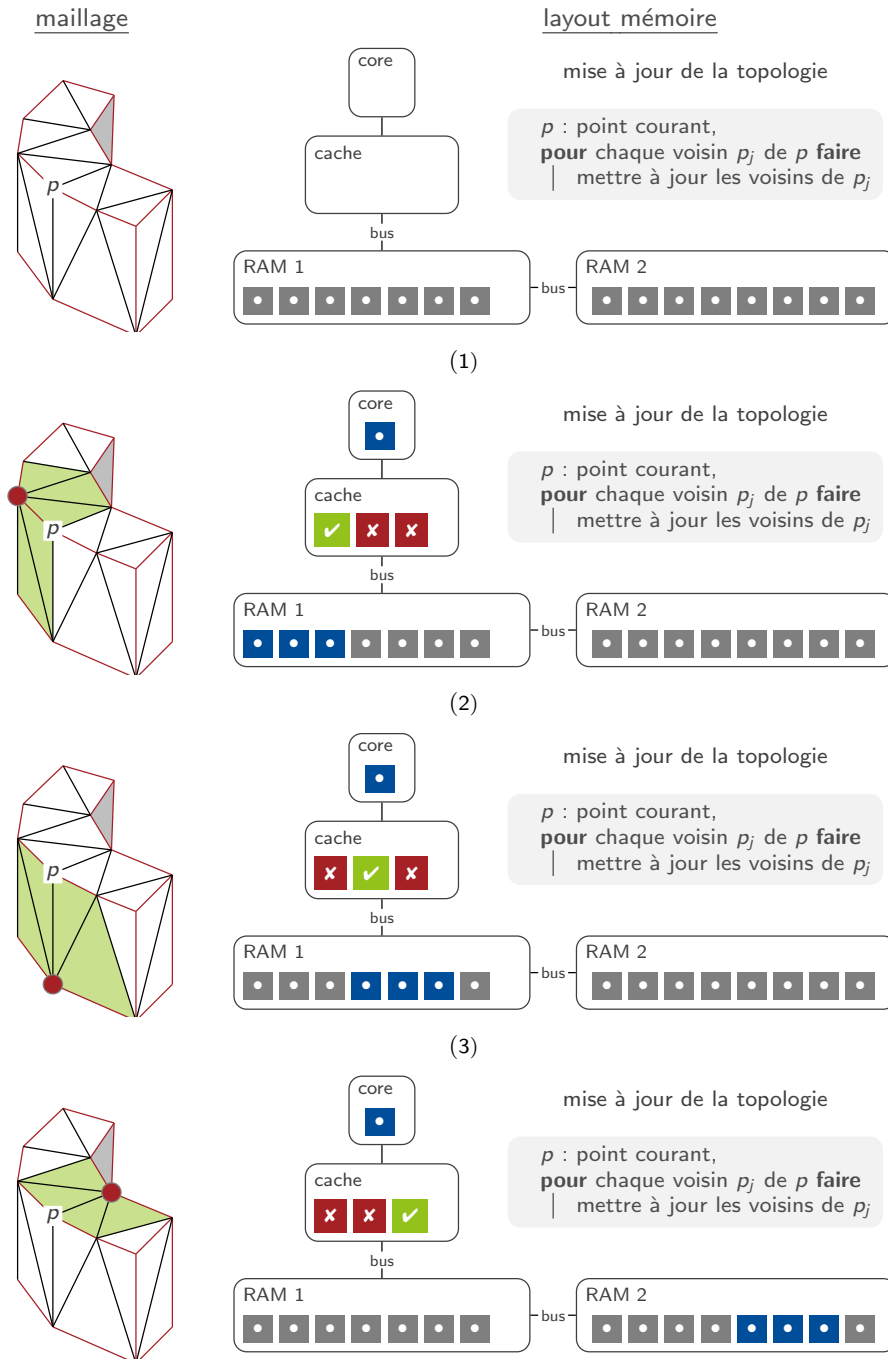 maillage
layout mémoire
core
mise à jour de la topologie
cache
p : point courant,
pour chaque voisin pj de p faire
mettre à jour les voisins de pj
p
bus
RAM 1
bus
RAM 2
(1)
core
mise à jour de la topologie
cache
p : point courant,
pour chaque voisin pj de p faire
mettre à jour les voisins de pj
✔ ✘ ✘
p
bus
RAM 1
bus
RAM 2
(2)
core
mise à jour de la topologie
cache
p : point courant,
pour chaque voisin pj de p faire
mettre à jour les voisins de pj
✘ ✔ ✘
p
bus
RAM 1
bus
RAM 2
(3)
core
mise à jour de la topologie
cache
p : point courant,
pour chaque voisin pj de p faire
mettre à jour les voisins de pj
✘ ✘ ✔
p
bus
RAM 1
bus
RAM 2